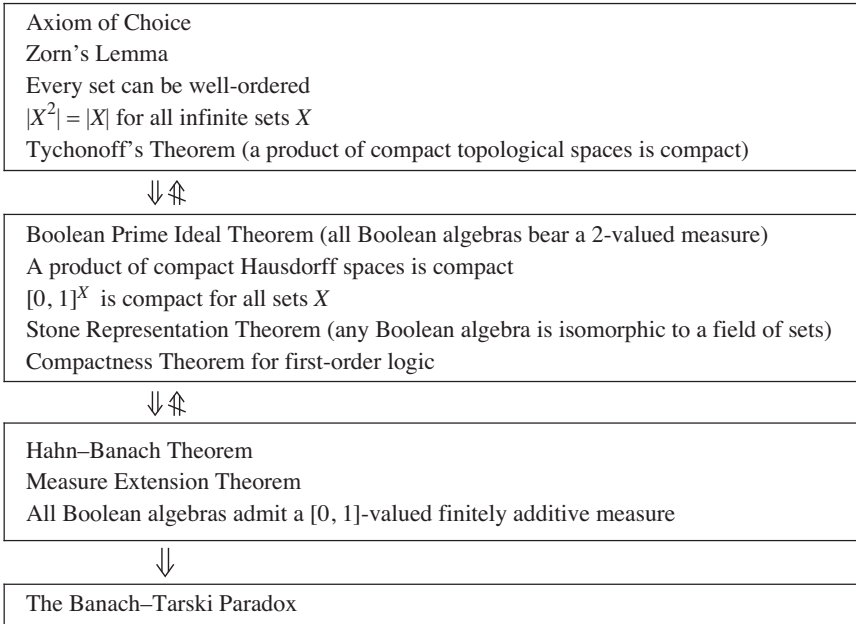 Axiom of Choice
Zorn’s Lemma
Every set can be well-ordered
|X²| = |X| for all infinite sets X
Tychonoff’s Theorem (a product of compact topological spaces is compact)
⇓ ⇑̸
Boolean Prime Ideal Theorem (all Boolean algebras bear a 2-valued measure)
A product of compact Hausdorff spaces is compact
[0, 1]^X is compact for all sets X
Stone Representation Theorem (any Boolean algebra is isomorphic to a field of sets)
Compactness Theorem for first-order logic
⇓ ⇑̸
Hahn–Banach Theorem
Measure Extension Theorem
All Boolean algebras admit a [0, 1]-valued finitely additive measure
⇓
The Banach–Tarski Paradox